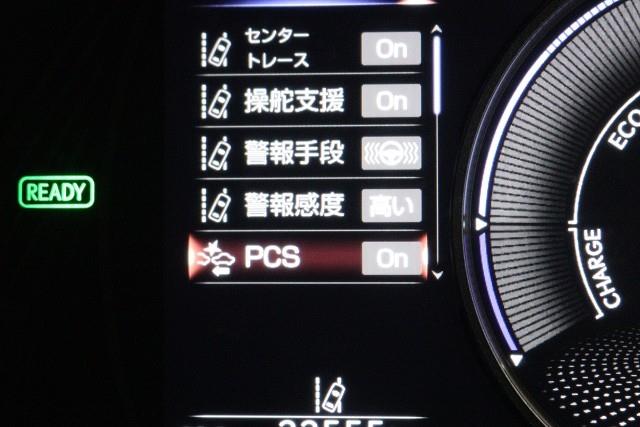 センター
トレース On
操舵支援 On
警報手段
警報感度 高い
READY
PCS On
ECO
CHARGE